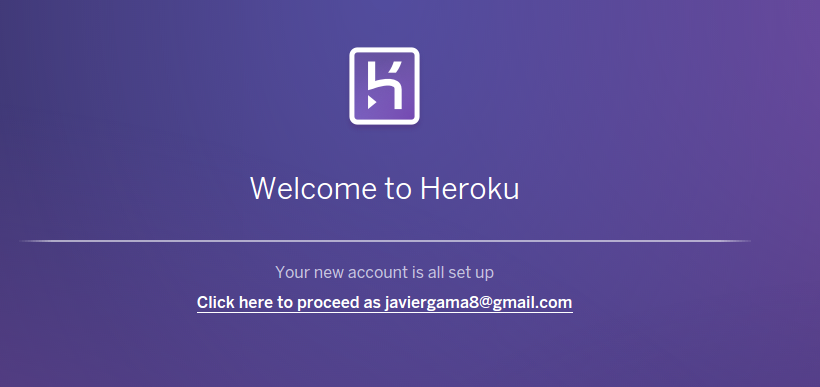 Welcome to Heroku
Your new account is all set up
Click here to proceed as javiergama8@gmail.com